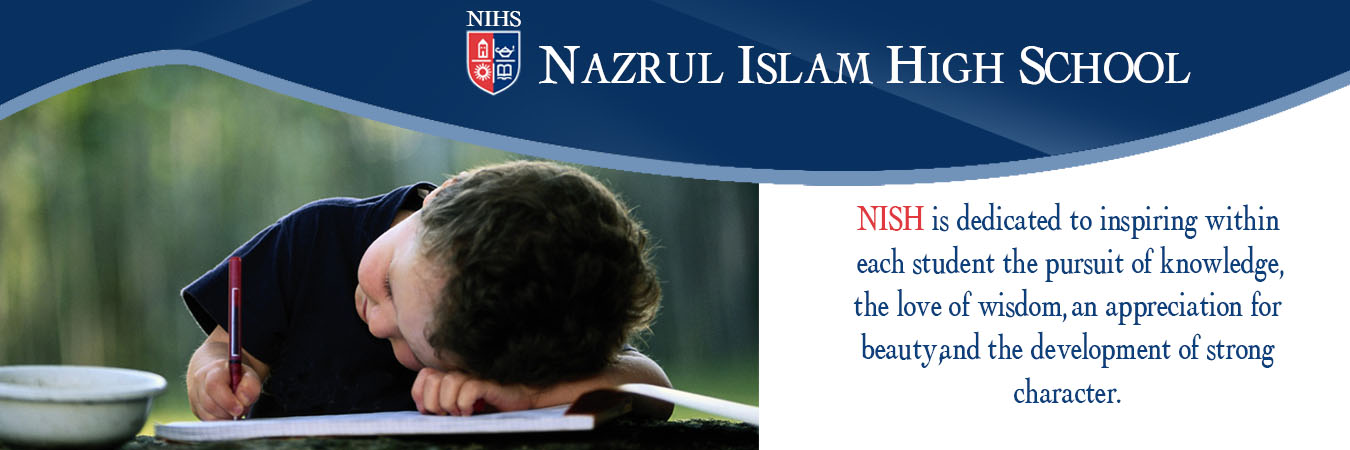 NIHS
NAZRUL ISLAM HIGH SCHOOL
NISH is dedicated to inspiring within
each student the pursuit of knowledge,
the love of wisdom, an appreciation for
beauty,and the development of strong
character.